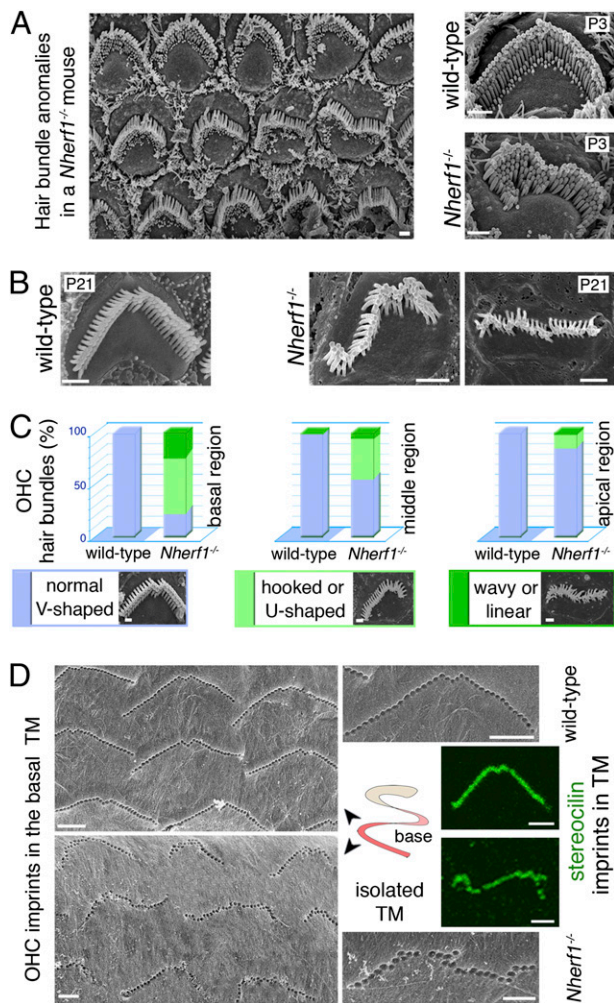 A
Hair bundle anomalies
in a Nherf1-/- mouse
wild-type
P3
Nherf1-/-
P3
B
wild-type
P21
Nherf1-/-
P21
C
OHC
hair bundles (%)
100
50
0
wild-type Nherf1-/-
basal region
wild-type Nherf1-/-
middle region
wild-type Nherf1-/-
apical region
normal
V-shaped
hooked or
U-shaped
wavy or
linear
D
OHC imprints in the basal TM
wild-type
base
isolated
TM
stereocilin
imprints in TM
Nherf1-/-